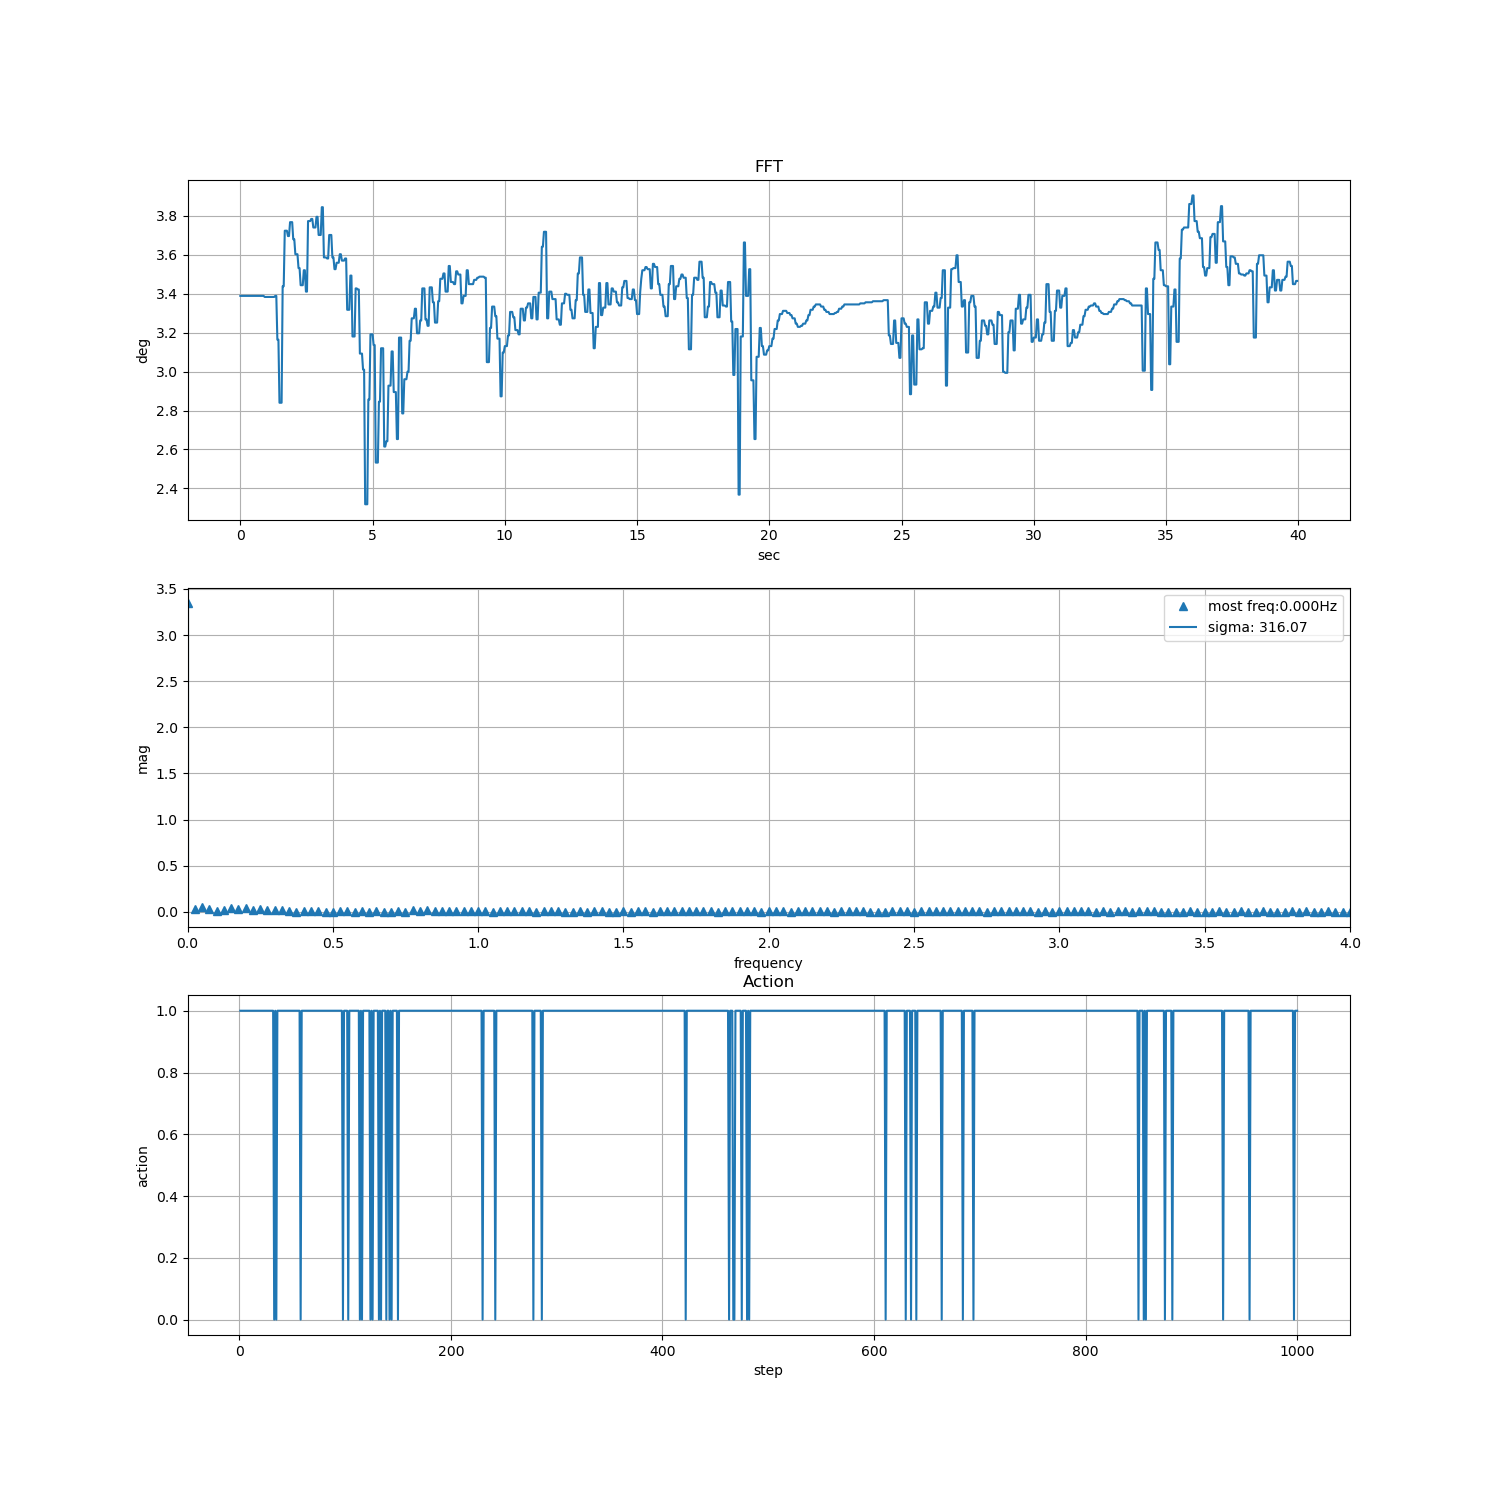 FFT
3.8
3.6
3.4
3.2
3.0
2.8
2.6
2.4
deg
0 5 10 15 20 25 30 35 40
sec
3.5
3.0
2.5
2.0
1.5
1.0
0.5
0.0
mag
most freq:0.000Hz
sigma: 316.07
0.0 0.5 1.0 1.5 2.0 2.5 3.0 3.5 4.0
frequency
Action
1.0
0.8
0.6
0.4
0.2
0.0
action
0 200 400 600 800 1000
step